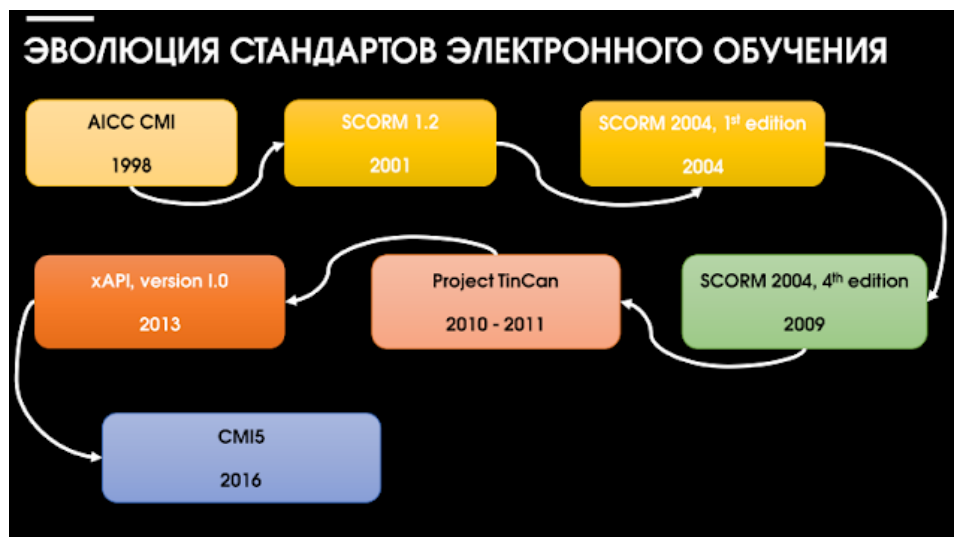 ЭВОЛЮЦИЯ СТАНДАРТОВ ЭЛЕКТРОННОГО ОБУЧЕНИЯ
AICC CMI
1998
SCORM 1.2
2001
SCORM 2004, 1st edition
2004
SCORM 2004, 4th edition
2009
Project TinCan
2010 - 2011
xAPI, version I.0
2013
CMI5
2016